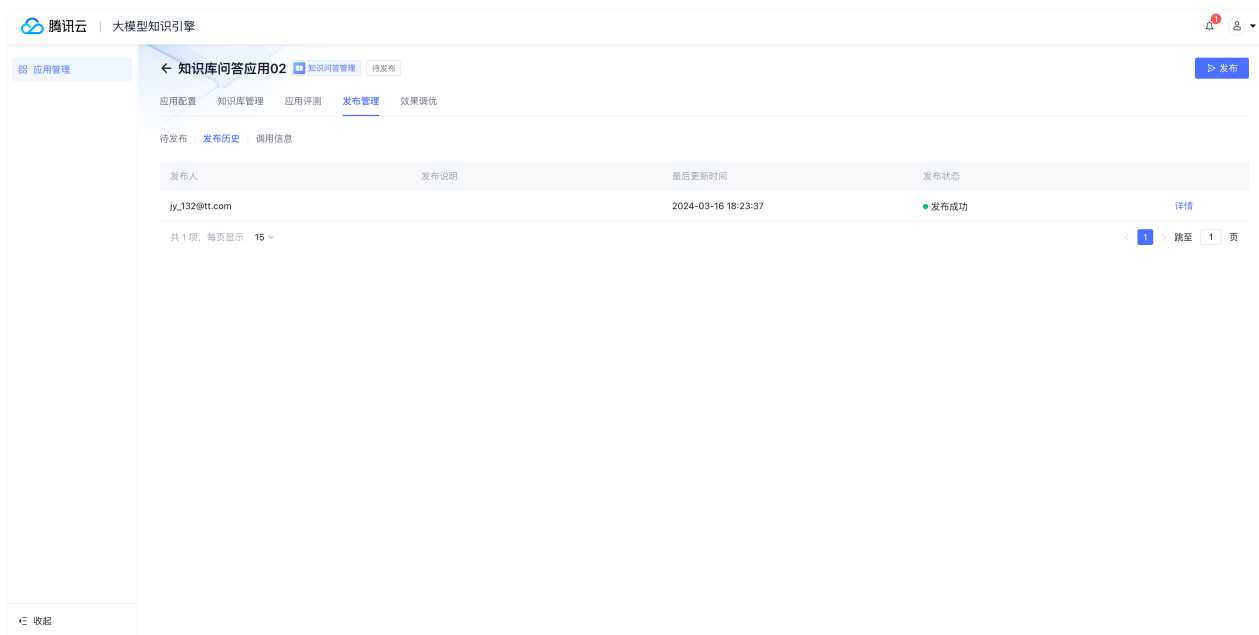 腾讯云 | 大模型知识引擎 1
应用管理
知识库问答应用02 知识问答管理 待发布 发布
应用配置 知识库管理 应用评测 发布管理 效果调优
待发布 发布历史 调用信息
发布人 发布说明 最后更新时间 发布状态
jy_132@tt.com 2024-03-16 18:23:37 发布成功 详情
共 1 项, 每页显示 15 1 跳至 1 页
收起